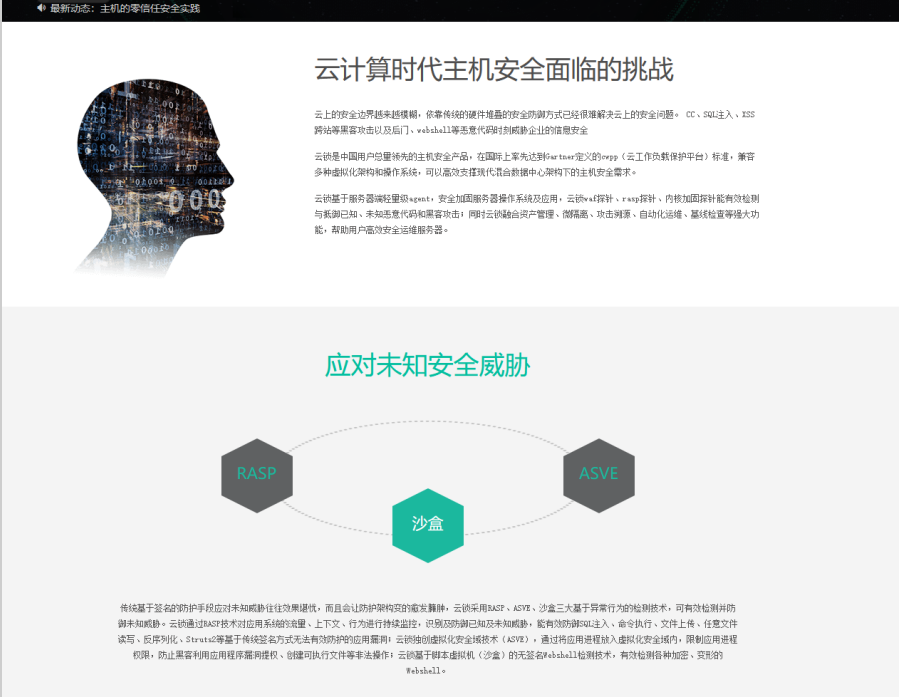 最新动态：主机的零信任安全实践
云计算时代主机安全面临的挑战
云上的安全边界越来越模糊，依靠传统的硬件堆叠的安全防御方式已经很难解决云上的安全问题。 CC、SQL注入、XSS
跨站等黑客攻击以及后门、webshell等恶意代码时刻威胁企业的信息安全
云锁是中国用户总量领先的主机安全产品，在国际上率先达到Gartner定义的cwpp（云工作负载保护平台）标准，兼容
多种虚拟化架构和操作系统，可以高效支撑现代混合数据中心架构下的主机安全需求。
云锁基于服务器端轻量级agent，安全加固服务器操作系统及应用，云锁waf探针、rasp探针、内核加固探针能有效检测
与抵御已知、未知恶意代码和黑客攻击；同时云锁融合资产管理、微隔离、攻击溯源、自动化运维、基线检查等强大功
能，帮助用户高效安全运维服务器。
应对未知安全威胁
RASP
ASVE
沙盒
传统基于签名的防护手段应对未知威胁往往效果堪忧，而且会让防护架构变的愈发臃肿，云锁采用RASP、ASVE、沙盒三大基于异常行为的检测技术，可有效检测并防
御未知威胁。云锁通过RASP技术对应用系统的流量、上下文、行为进行持续监控，识别及防御已知及未知威胁，能有效防御SQL注入、命令执行、文件上传、任意文件
读写、反序列化、Struts2等基于传统签名方式无法有效防护的应用漏洞；云锁独创虚拟化安全域技术（ASVE），通过将应用进程放入虚拟化安全域内，限制应用进程
权限，防止黑客利用应用程序漏洞提权、创建可执行文件等非法操作；云锁基于脚本虚拟机（沙盒）的无签名Webshell检测技术，有效检测各种加密、变形的
Webshell。